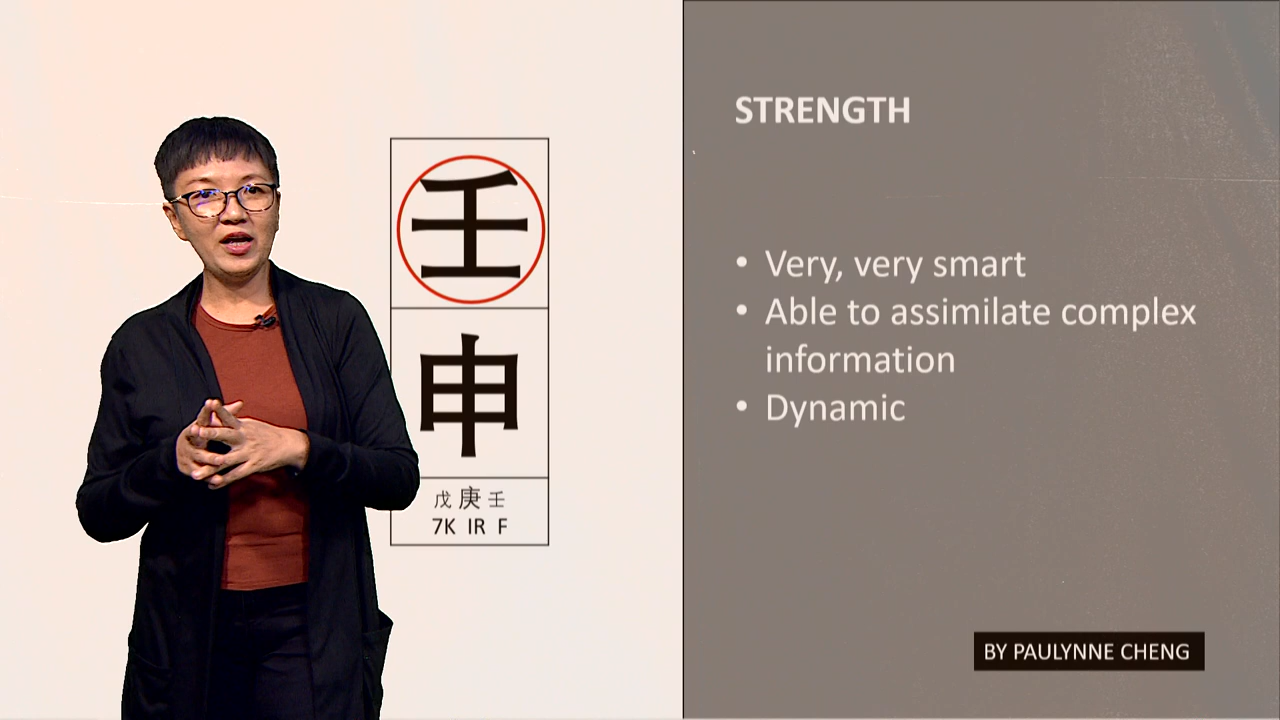 壬
申
戊 庚 壬
7K IR F
STRENGTH
• Very, very smart
• Able to assimilate complex
information
• Dynamic
BY PAULYNNE CHENG